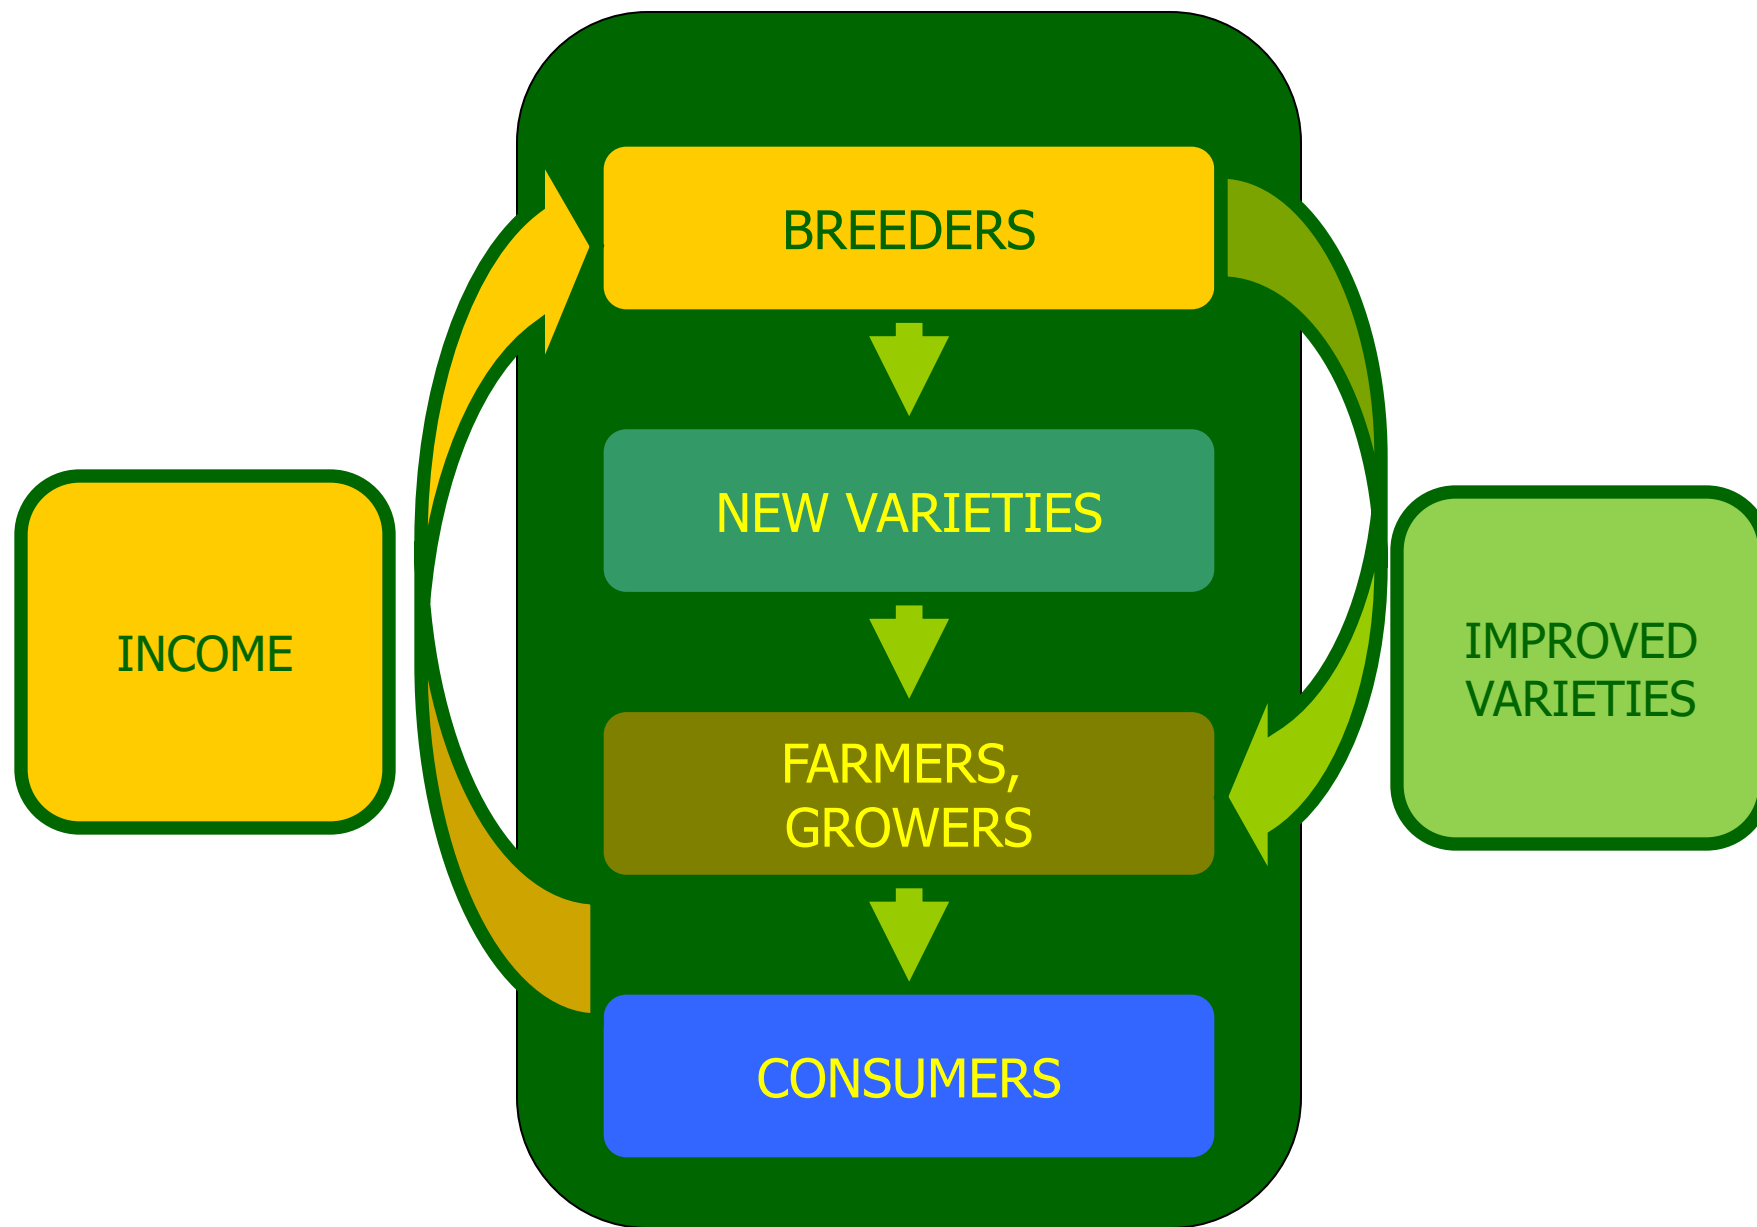 BREEDERS
NEW VARIETIES
INCOME
IMPROVED
VARIETIES
FARMERS,
GROWERS
CONSUMERS